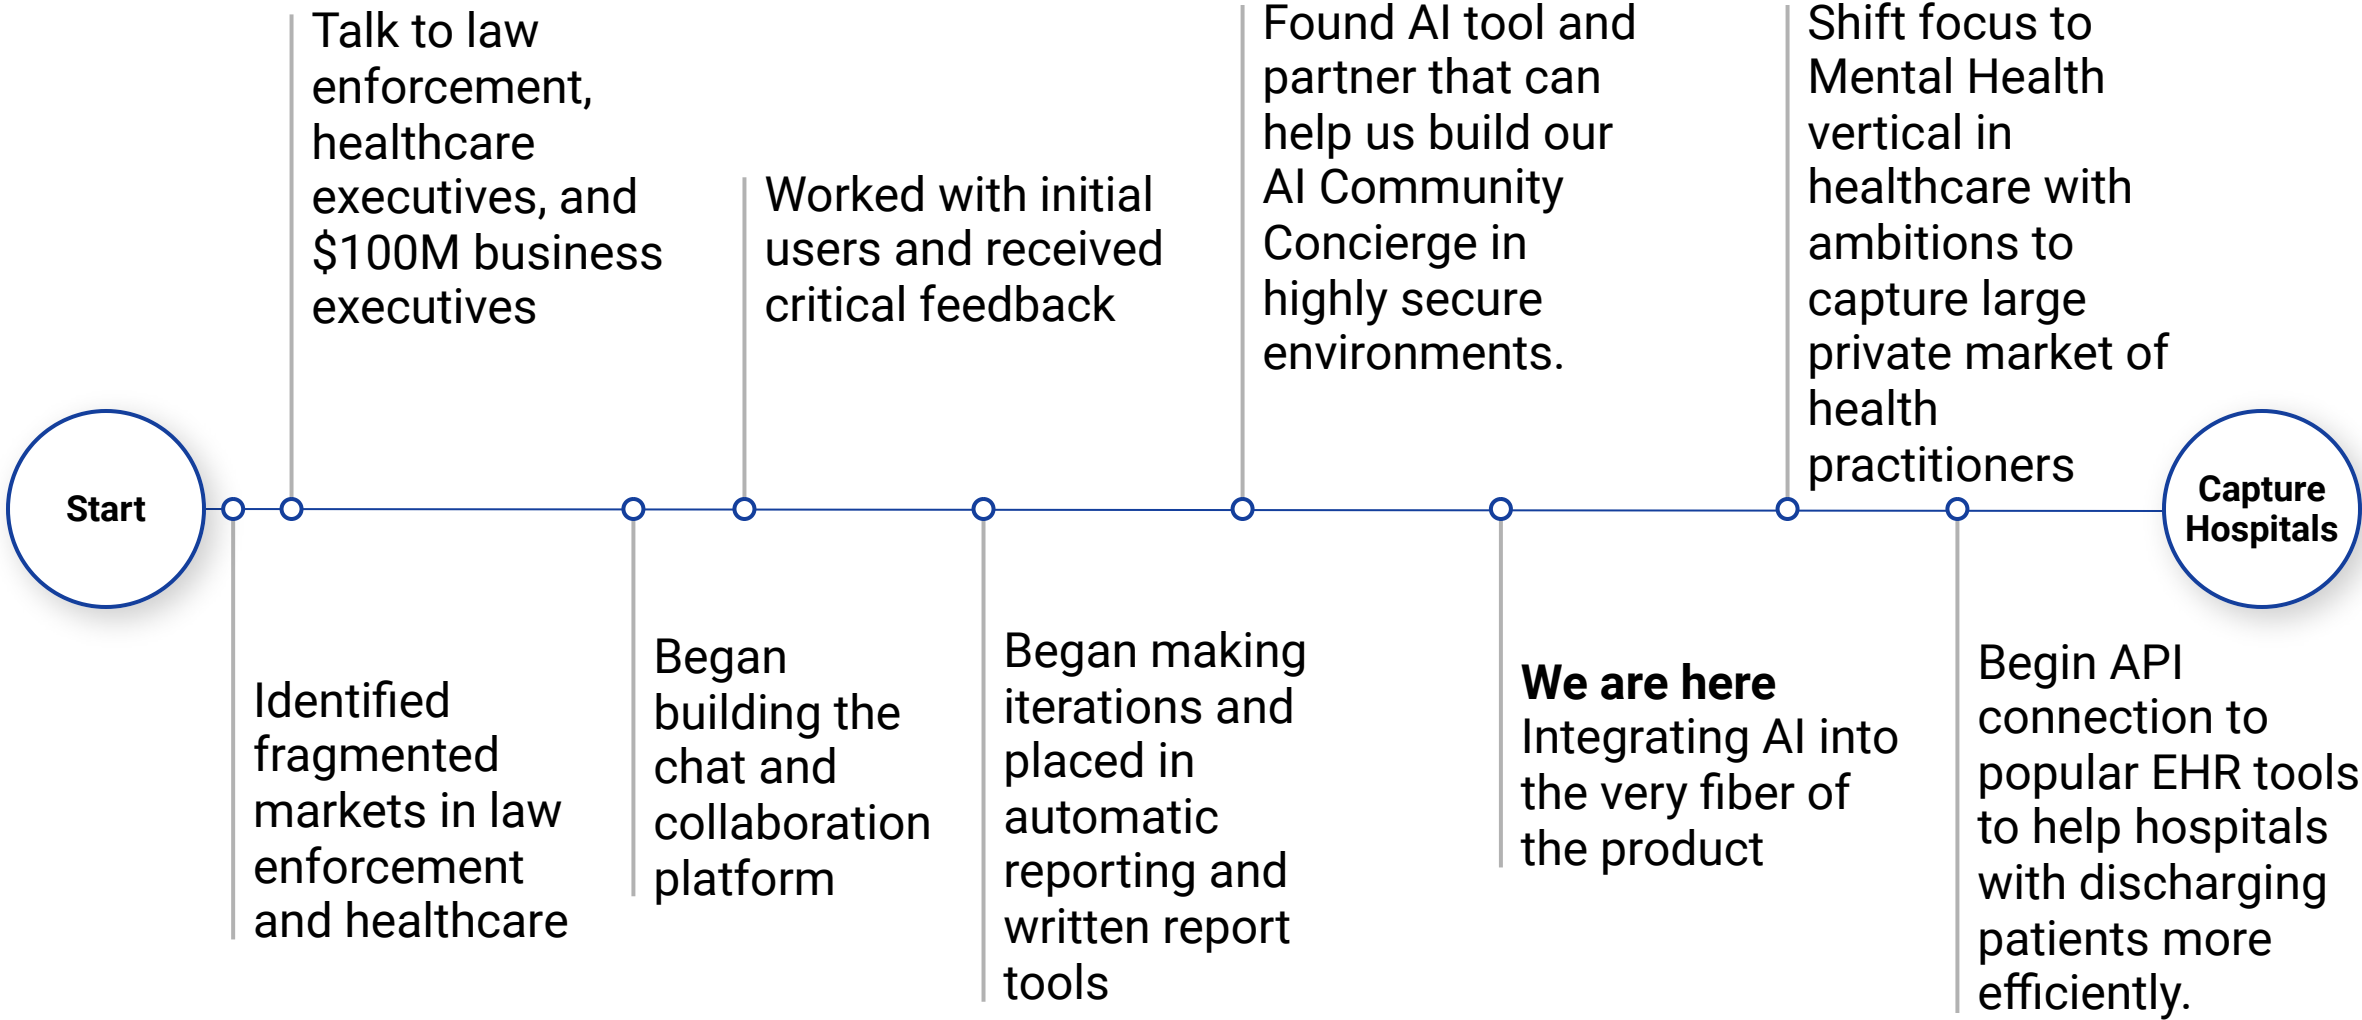 Start
Identified
fragmented
markets in law
enforcement
and healthcare
Talk to law
enforcement,
healthcare
executives, and
$100M business
executives
Began
building the
chat and
collaboration
platform
Worked with initial
users and received
critical feedback
Began making
iterations and
placed in
automatic
reporting and
written report
tools
Found AI tool and
partner that can
help us build our
AI Community
Concierge in
highly secure
environments.
We are here
Integrating AI into
the very fiber of
the product
Shift focus to
Mental Health
vertical in
healthcare with
ambitions to
capture large
private market of
health
practitioners
Begin API
connection to
popular EHR tools
to help hospitals
with discharging
patients more
efficiently.
Capture
Hospitals